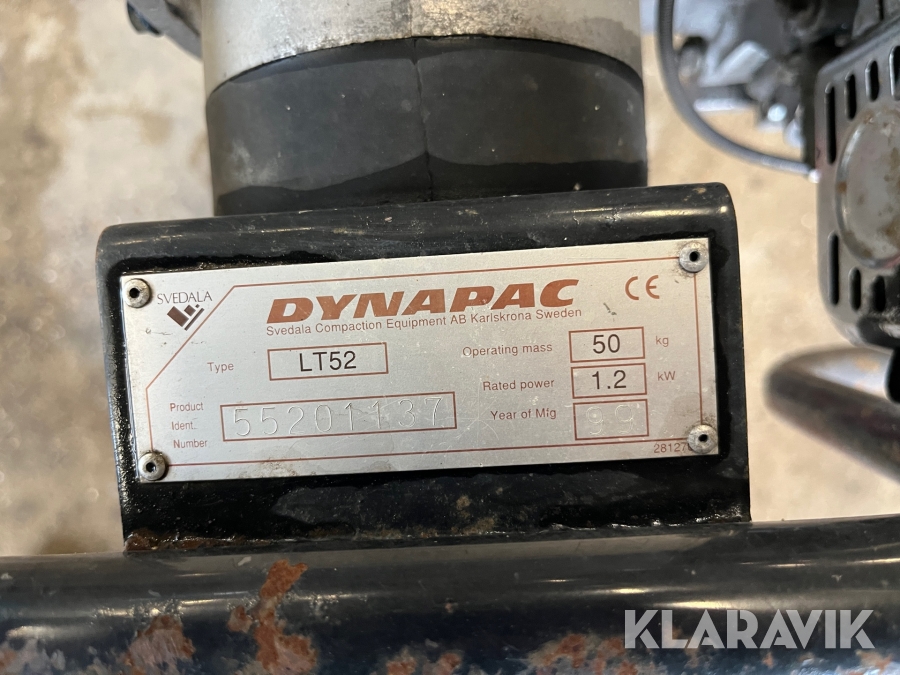 SVEDALA
DYNAPAC
CE
Svedala Compaction Equipment AB Karlskrona Sweden
Type LT52
Operating mass 50 kg
Rated power 1.2 kW
Product Ident. Number 55201137
Year of Mfg 99
KLARAVIK